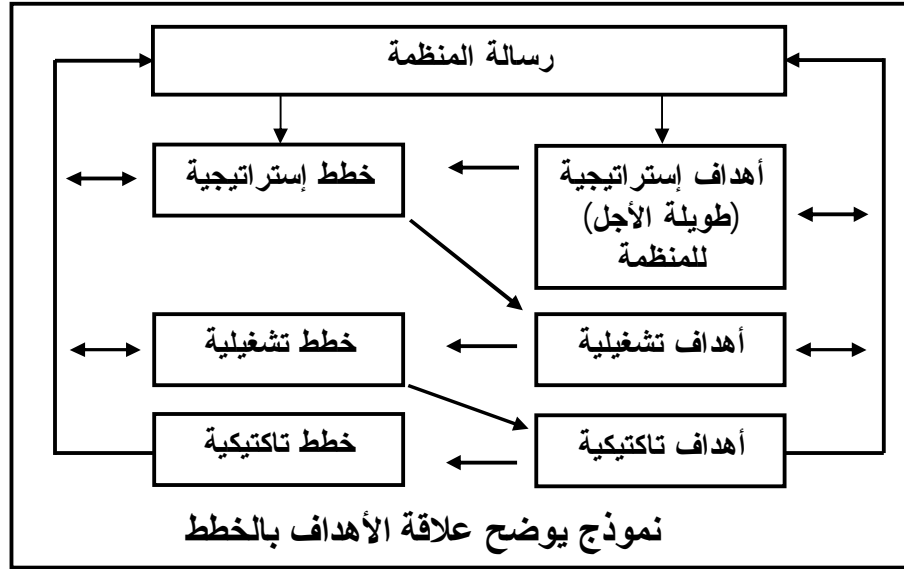 رسالة المنظمة
أهداف إستراتيجية
(طويلة الأجل)
للمنظمة
خطط إستراتيجية
أهداف تشغيلية
خطط تشغيلية
أهداف تاكتيكية
خطط تاكتيكية
نموذج يوضح علاقة الأهداف بالخطط